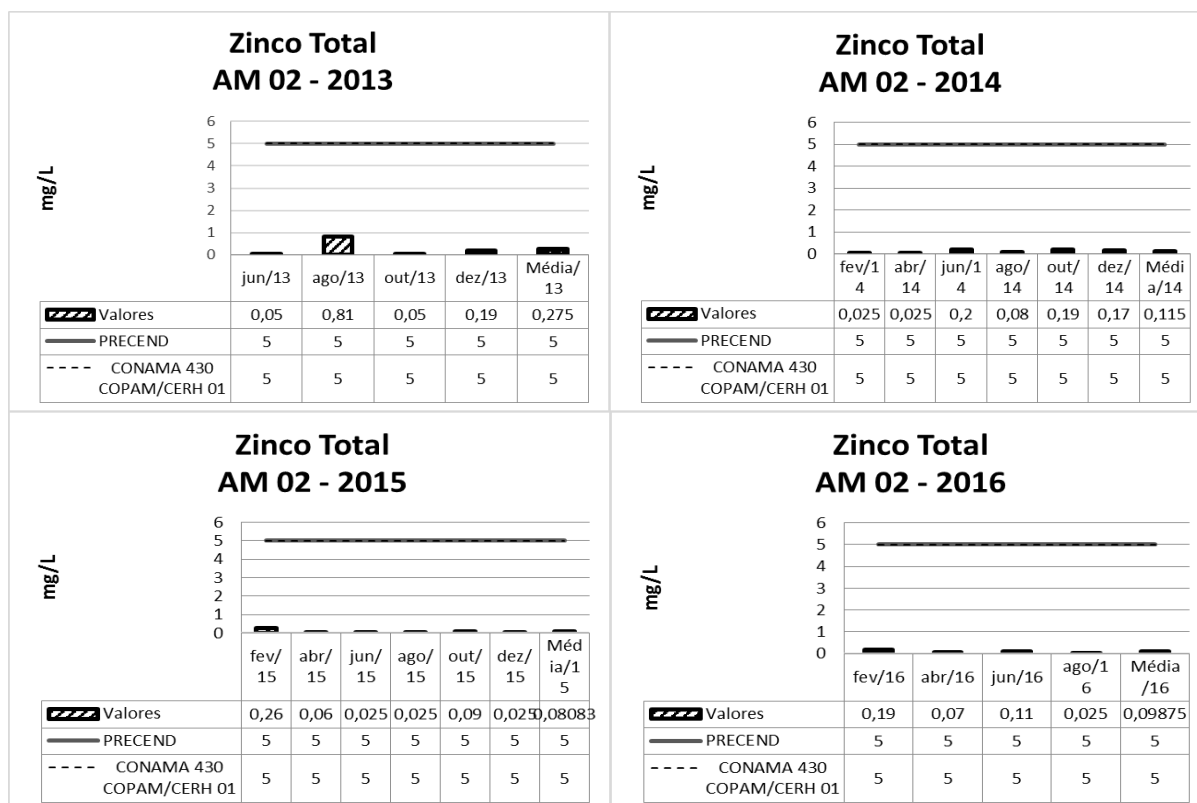 Zinco Total
AM 02 - 2013
mg/L
6
5
4
3
2
1
0
jun/13 ago/13 out/13 dez/13 Média/
13
Valores 0,05 0,81 0,05 0,19 0,275
PRECEND 5 5 5 5 5
CONAMA 430
COPAM/CERH 01 5 5 5 5 5
Zinco Total
AM 02 - 2014
mg/L
6
5
4
3
2
1
0
fev/1 abr/ jun/1 ago/ out/ dez/ Médi
4 14 4 14 14 14 a/14
Valores 0,025 0,025 0,2 0,08 0,19 0,17 0,115
PRECEND 5 5 5 5 5 5 5
CONAMA 430
COPAM/CERH 01 5 5 5 5 5 5 5
Zinco Total
AM 02 - 2015
mg/L
6
5
4
3
2
1
0
fev/ abr/ jun/ ago/ out/ dez/ Méd
15 15 15 15 15 15 ia/1
5
Valores 0,26 0,06 0,025 0,025 0,09 0,025 0,08083
PRECEND 5 5 5 5 5 5 5
CONAMA 430
COPAM/CERH 01 5 5 5 5 5 5 5
Zinco Total
AM 02 - 2016
mg/L
6
5
4
3
2
1
0
fev/16 abr/16 jun/16 ago/1 Média
6 /16
Valores 0,19 0,07 0,11 0,025 0,09875
PRECEND 5 5 5 5 5
CONAMA 430
COPAM/CERH 01 5 5 5 5 5